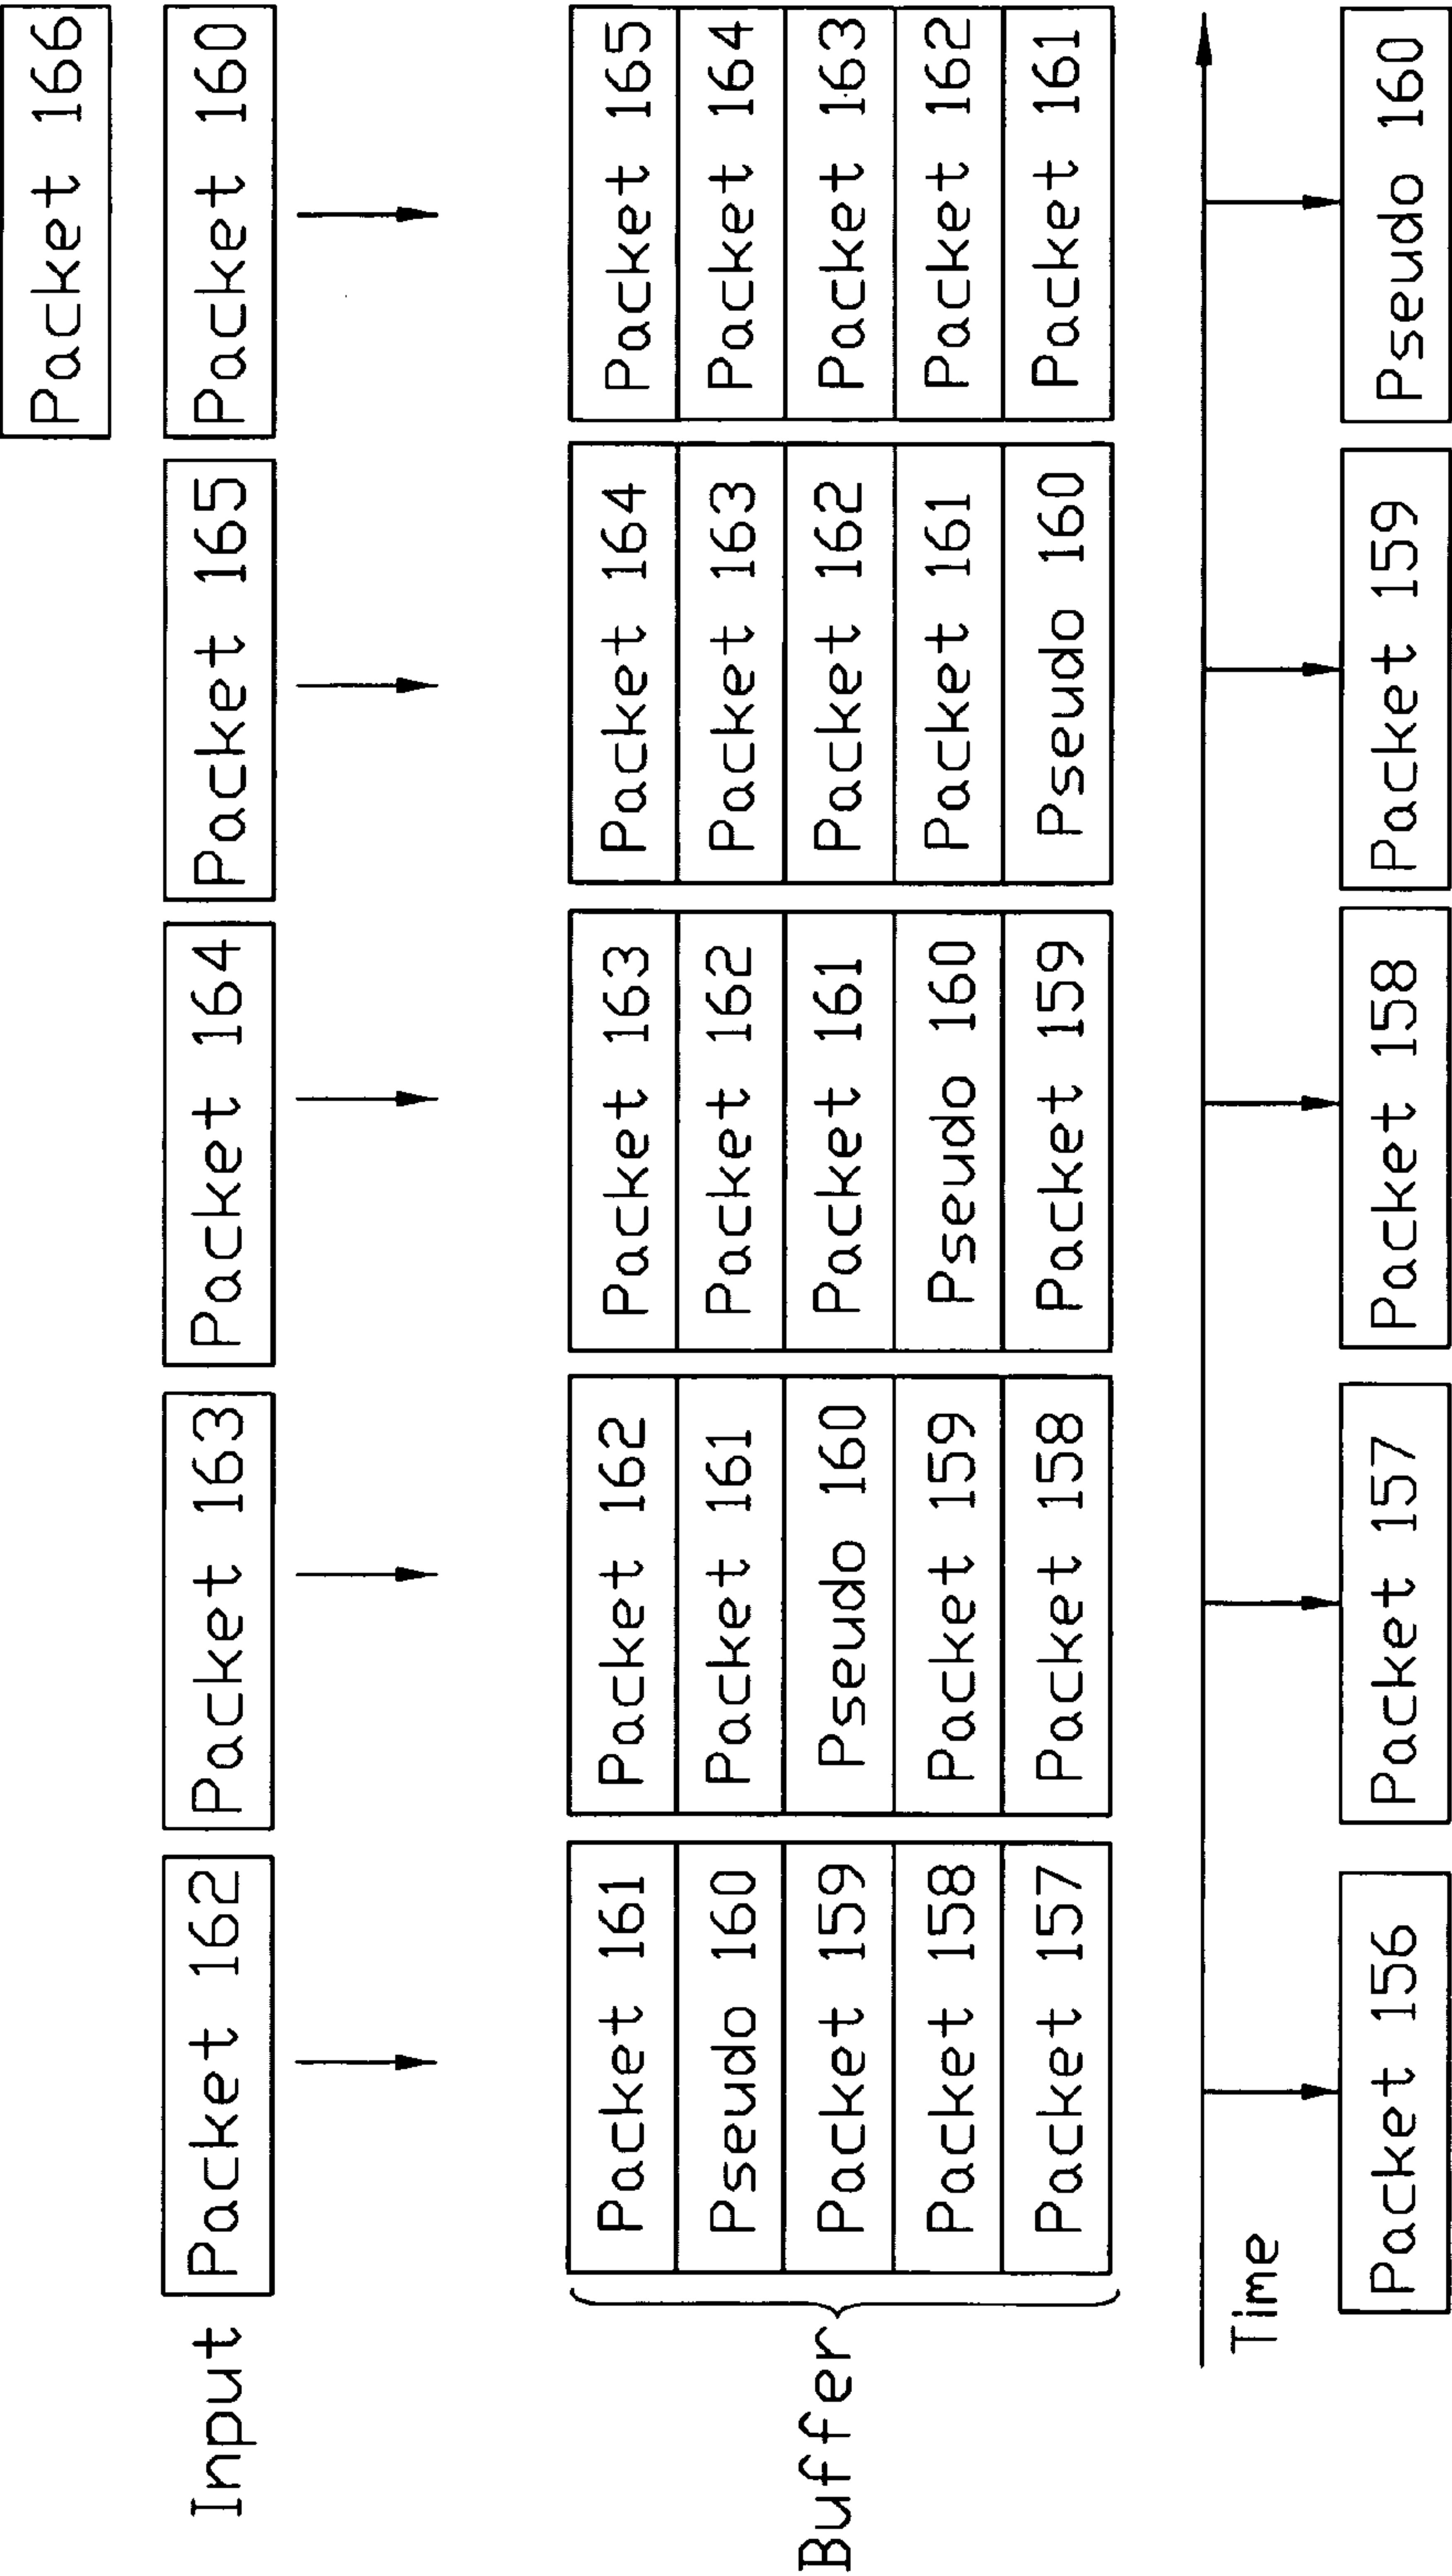 Packet 166
Input
Packet 162
Packet 163
Packet 164
Packet 165
Packet 160
Buffer
Packet 161
Pseudo 160
Packet 159
Packet 158
Packet 157
Packet 162
Packet 161
Pseudo 160
Packet 159
Packet 158
Packet 163
Packet 162
Packet 161
Pseudo 160
Packet 159
Packet 164
Packet 163
Packet 162
Packet 161
Pseudo 160
Packet 165
Packet 164
Packet 163
Packet 162
Packet 161
Time
Packet 156
Packet 157
Packet 158
Packet 159
Pseudo 160